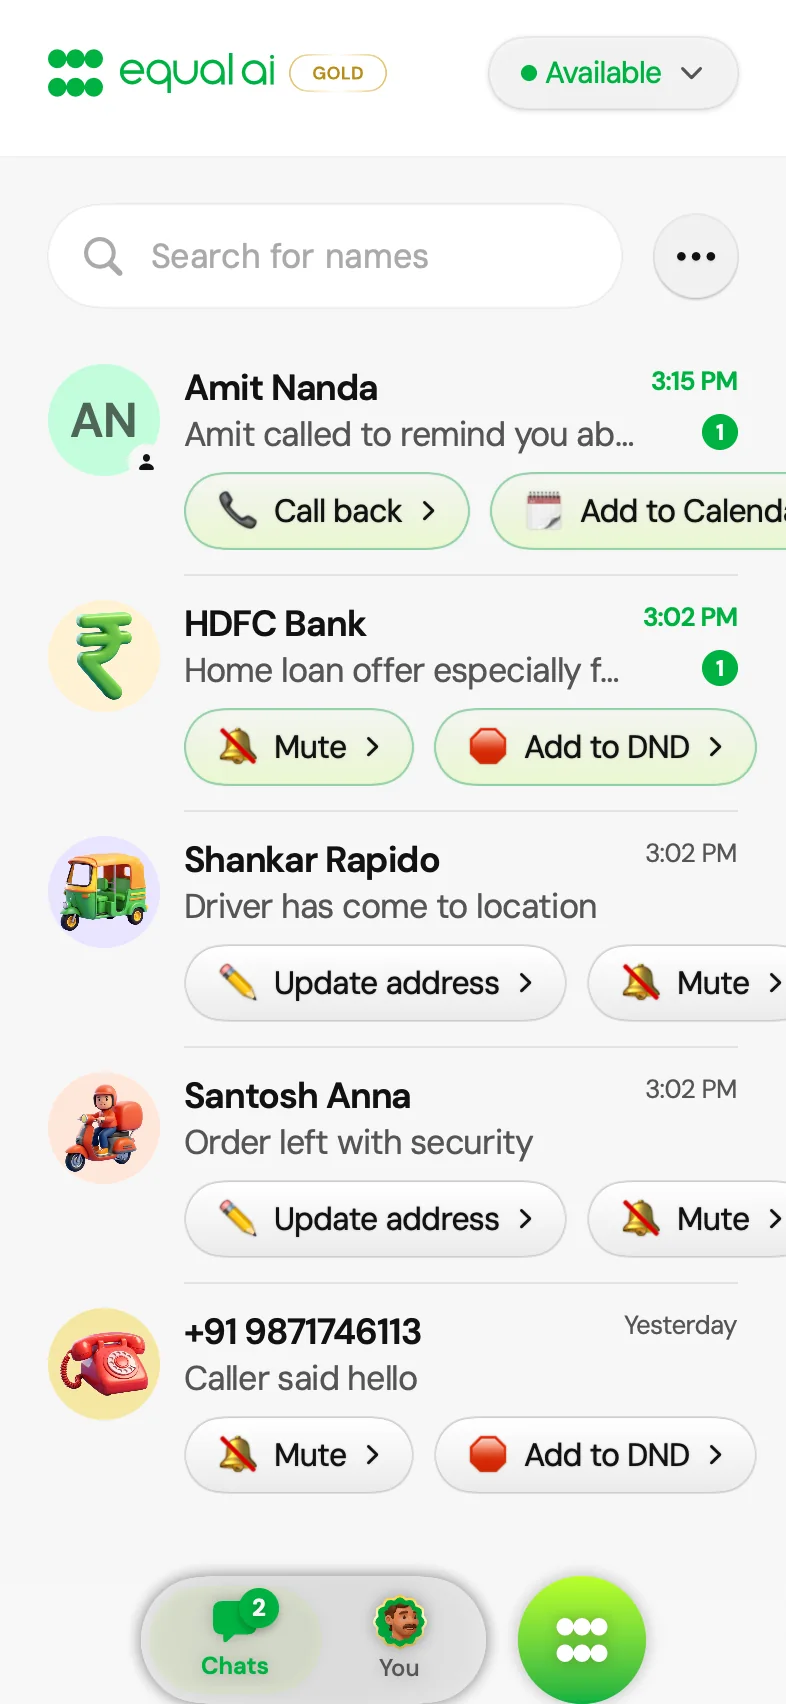 equal ai GOLD Available
Search for names
Amit Nanda 3:15 PM
Amit called to remind you ab... 1
Call back Add to Calenda
HDFC Bank 3:02 PM
Home loan offer especially f... 1
Mute Add to DND
Shankar Rapido 3:02 PM
Driver has come to location
Update address Mute
Santosh Anna 3:02 PM
Order left with security
Update address Mute
+91 9871746113 Yesterday
Caller said hello
Mute Add to DND
2
Chats You
AN